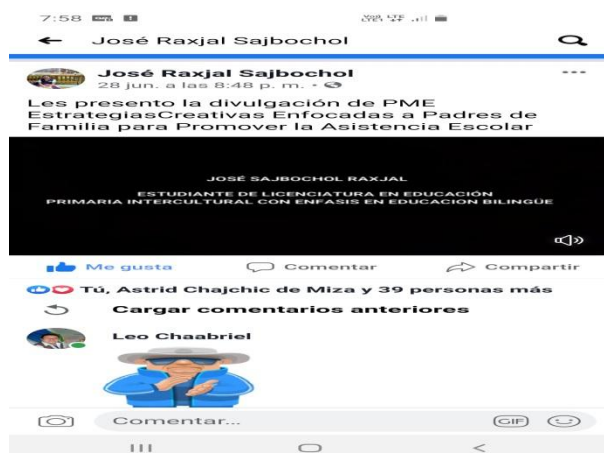 7:58
José Raxjal Sajbochol
José Raxjal Sajbochol
28 jun. a las 8:48 p. m. •
Les presento la divulgación de PME
EstrategiasCreativas Enfocadas a Padres de
Familia para Promover la Asistencia Escolar
JOSÉ SAJBOCHOL RAXJAL
ESTUDIANTE DE LICENCIATURA EN EDUCACIÓN
PRIMARIA INTERCULTURAL CON ENFASIS EN EDUCACION BILINGÜE
Me gusta Comentar Compartir
Tú, Astrid Chajchic de Miza y 39 personas más
Cargar comentarios anteriores
Leo Chaabriel
Comentar... GIF